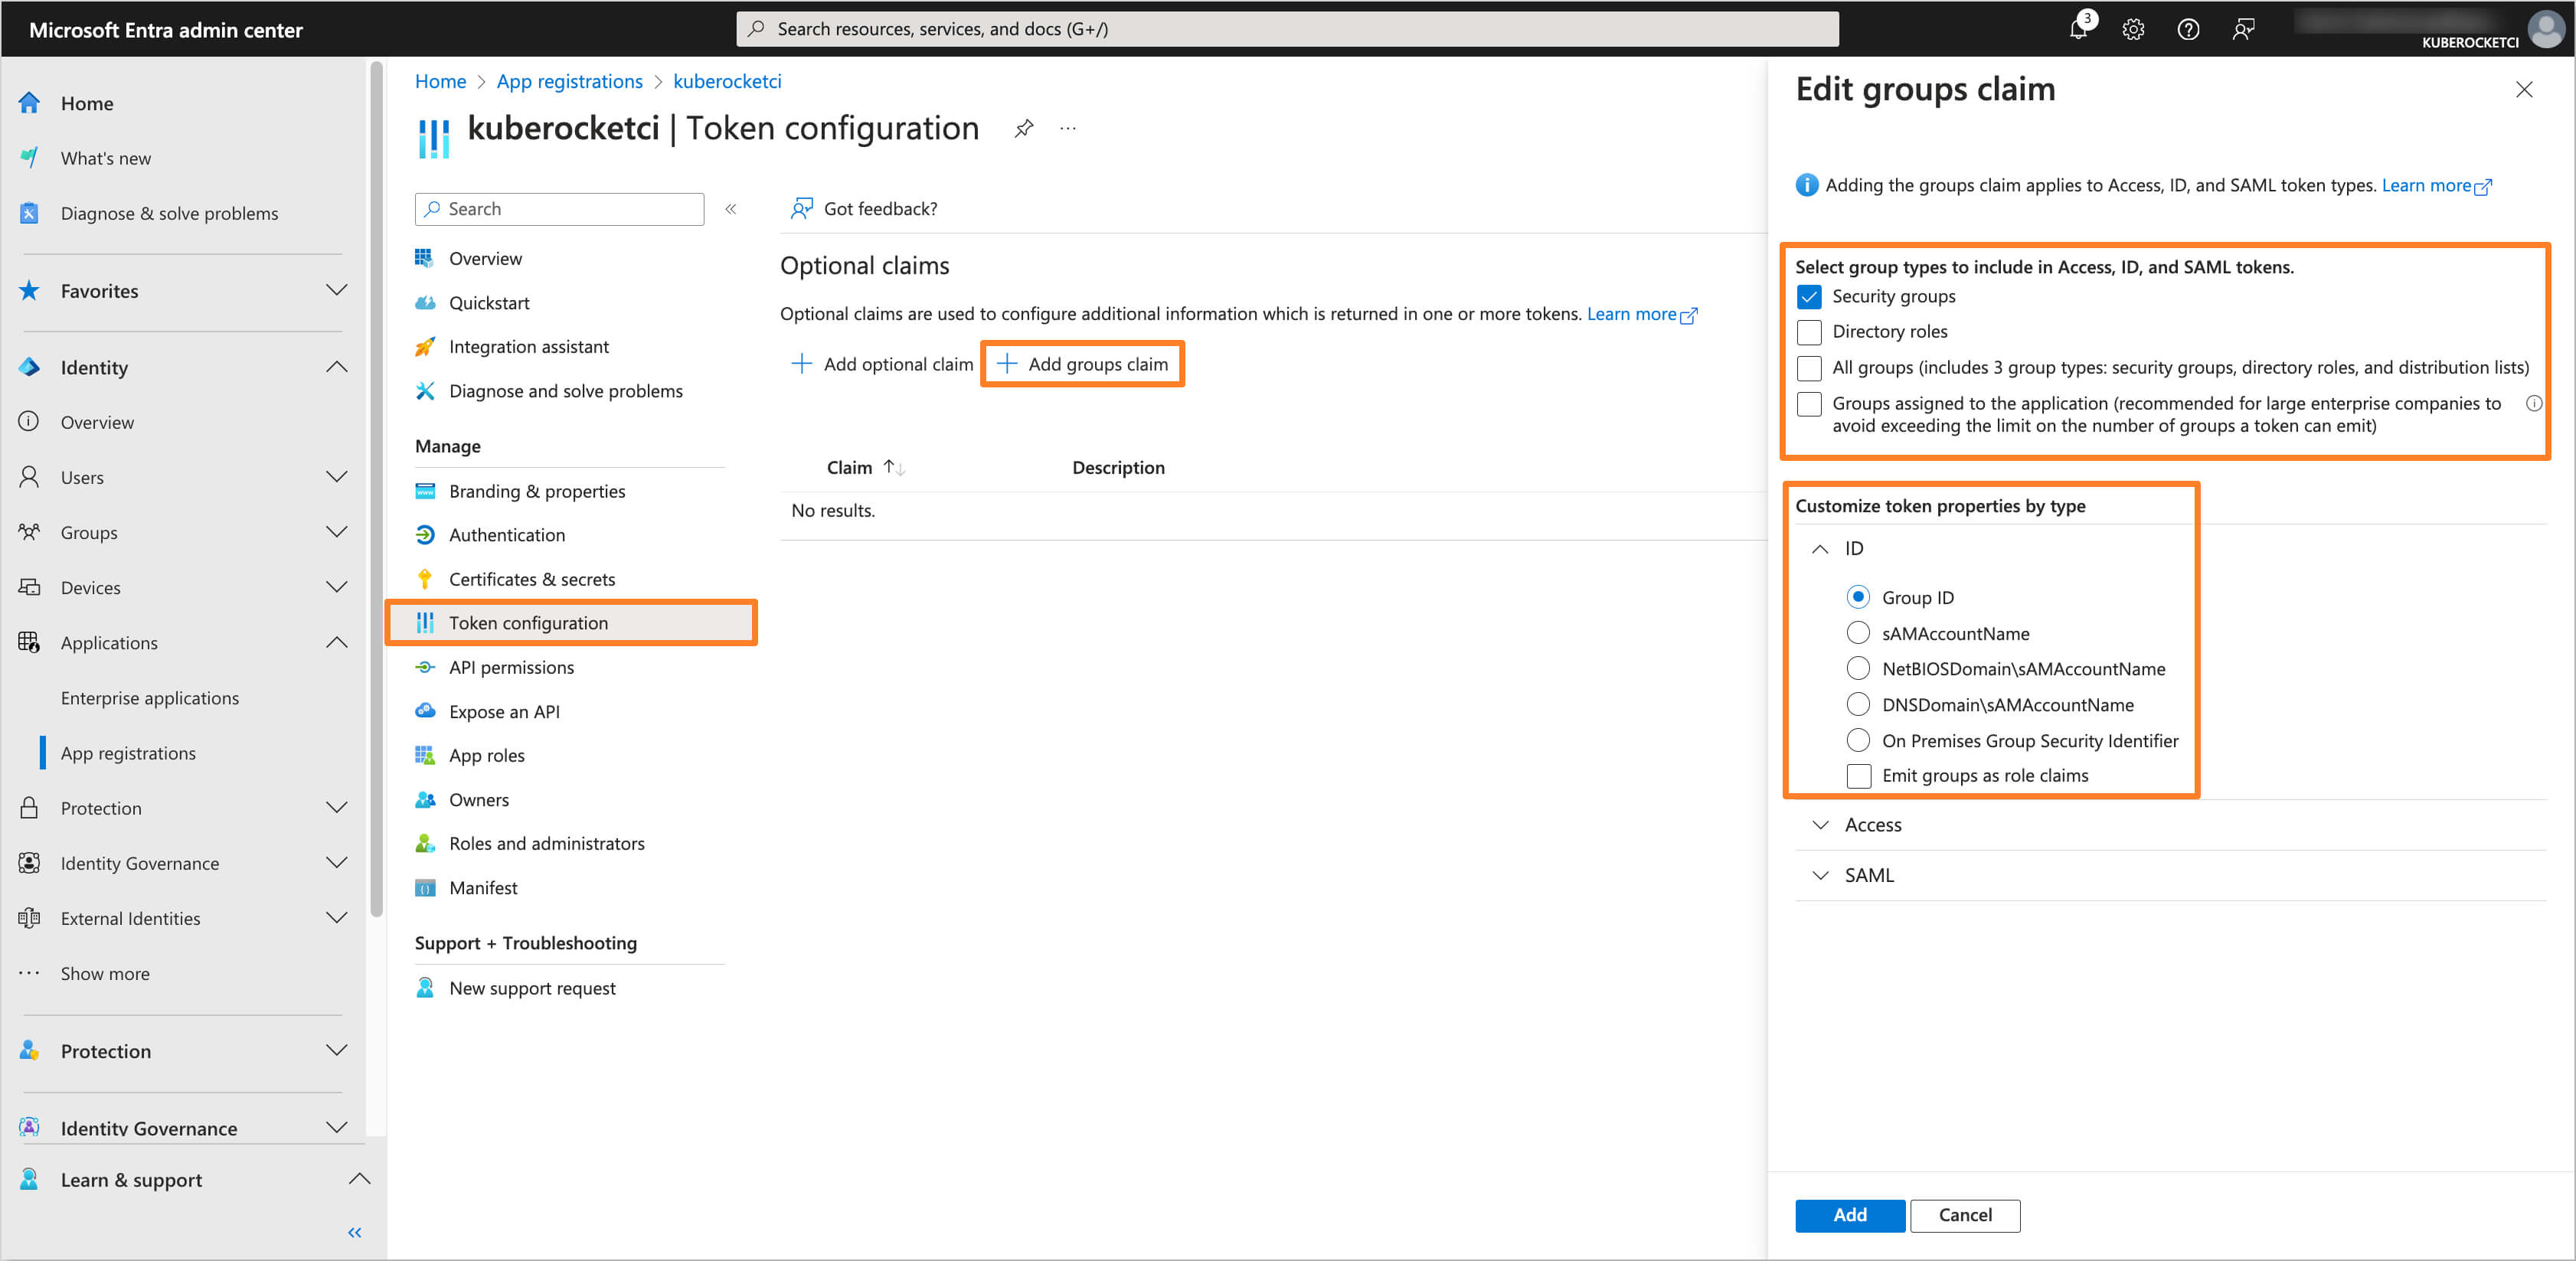 Microsoft Entra admin center
Search resources, services, and docs (G+/)
3
KUBEROCKETCI
Home
What's new
Diagnose & solve problems
Favorites
Identity
Overview
Users
Groups
Devices
Applications
Enterprise applications
App registrations
Protection
Identity Governance
External Identities
Show more
Protection
Identity Governance
Learn & support
Home > App registrations > kuberocketci
kuberocketci | Token configuration
Search
Overview
Quickstart
Integration assistant
Diagnose and solve problems
Manage
Branding & properties
Authentication
Certificates & secrets
Token configuration
API permissions
Expose an API
App roles
Owners
Roles and administrators
Manifest
Support + Troubleshooting
New support request
Got feedback?
Optional claims
Optional claims are used to configure additional information which is returned in one or more tokens. Learn more
Add optional claim Add groups claim
Claim Description
No results.
Edit groups claim
Adding the groups claim applies to Access, ID, and SAML token types. Learn more
Select group types to include in Access, ID, and SAML tokens.
Security groups
Directory roles
All groups (includes 3 group types: security groups, directory roles, and distribution lists)
Groups assigned to the application (recommended for large enterprise companies to
avoid exceeding the limit on the number of groups a token can emit)
Customize token properties by type
ID
Group ID
sAMAccountName
NetBIOSDomain\sAMAccountName
DNSDomain\sAMAccountName
On Premises Group Security Identifier
Emit groups as role claims
Access
SAML
Add Cancel